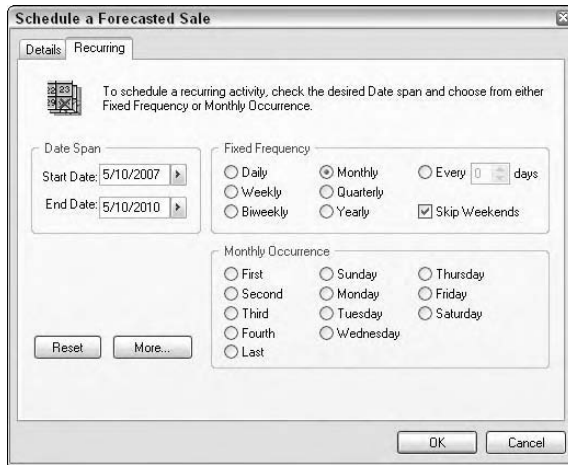 Schedule a Forecasted Sale
Details Recurring
To schedule a recurring activity, check the desired Date span and choose from either
Fixed Frequency or Monthly Occurrence.
Date Span
Start Date: 5/10/2007
End Date: 5/10/2010
Fixed Frequency
Daily Monthly Every 0 days
Weekly Quarterly
Biweekly Yearly Skip Weekends
Monthly Occurrence
First Sunday Thursday
Second Monday Friday
Third Tuesday Saturday
Fourth Wednesday
Last
Reset More...
OK Cancel